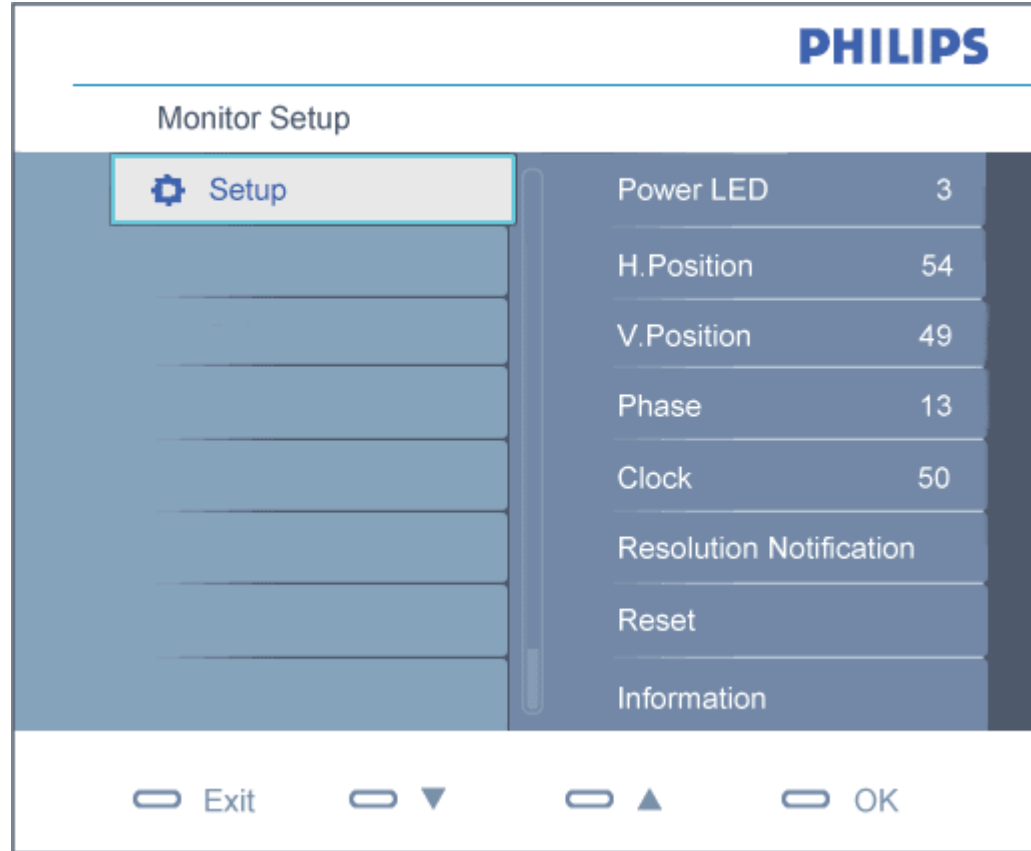 PHILIPS
Monitor Setup
Setup
Power LED 3
H.Position 54
V.Position 49
Phase 13
Clock 50
Resolution Notification
Reset
Information
Exit ▼ ▲ OK